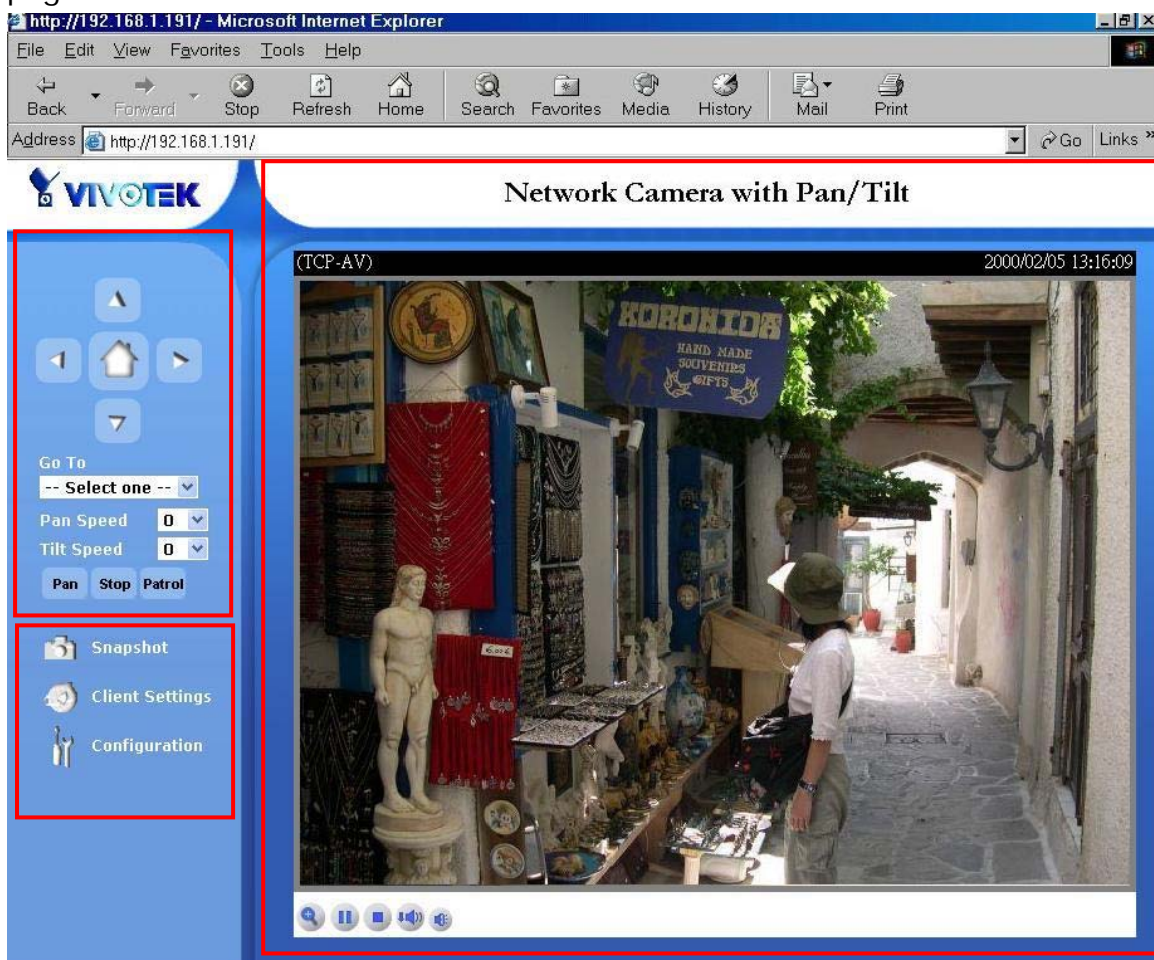 http://192.168.1.191/ - Microsoft Internet Explorer
File Edit View Favorites Tools Help
Back Forward Stop Refresh Home Search Favorites Media History Mail Print
Address http://192.168.1.191/ Go Links »
VIVOTEK
Network Camera with Pan/Tilt
(TCP-AV) 2000/02/05 13:16:09
KORONIDA
HAND MADE
SOUVENIRS
GIFTS
Go To
-- Select one --
Pan Speed 0
Tilt Speed 0
Pan Stop Patrol
Snapshot
Client Settings
Configuration